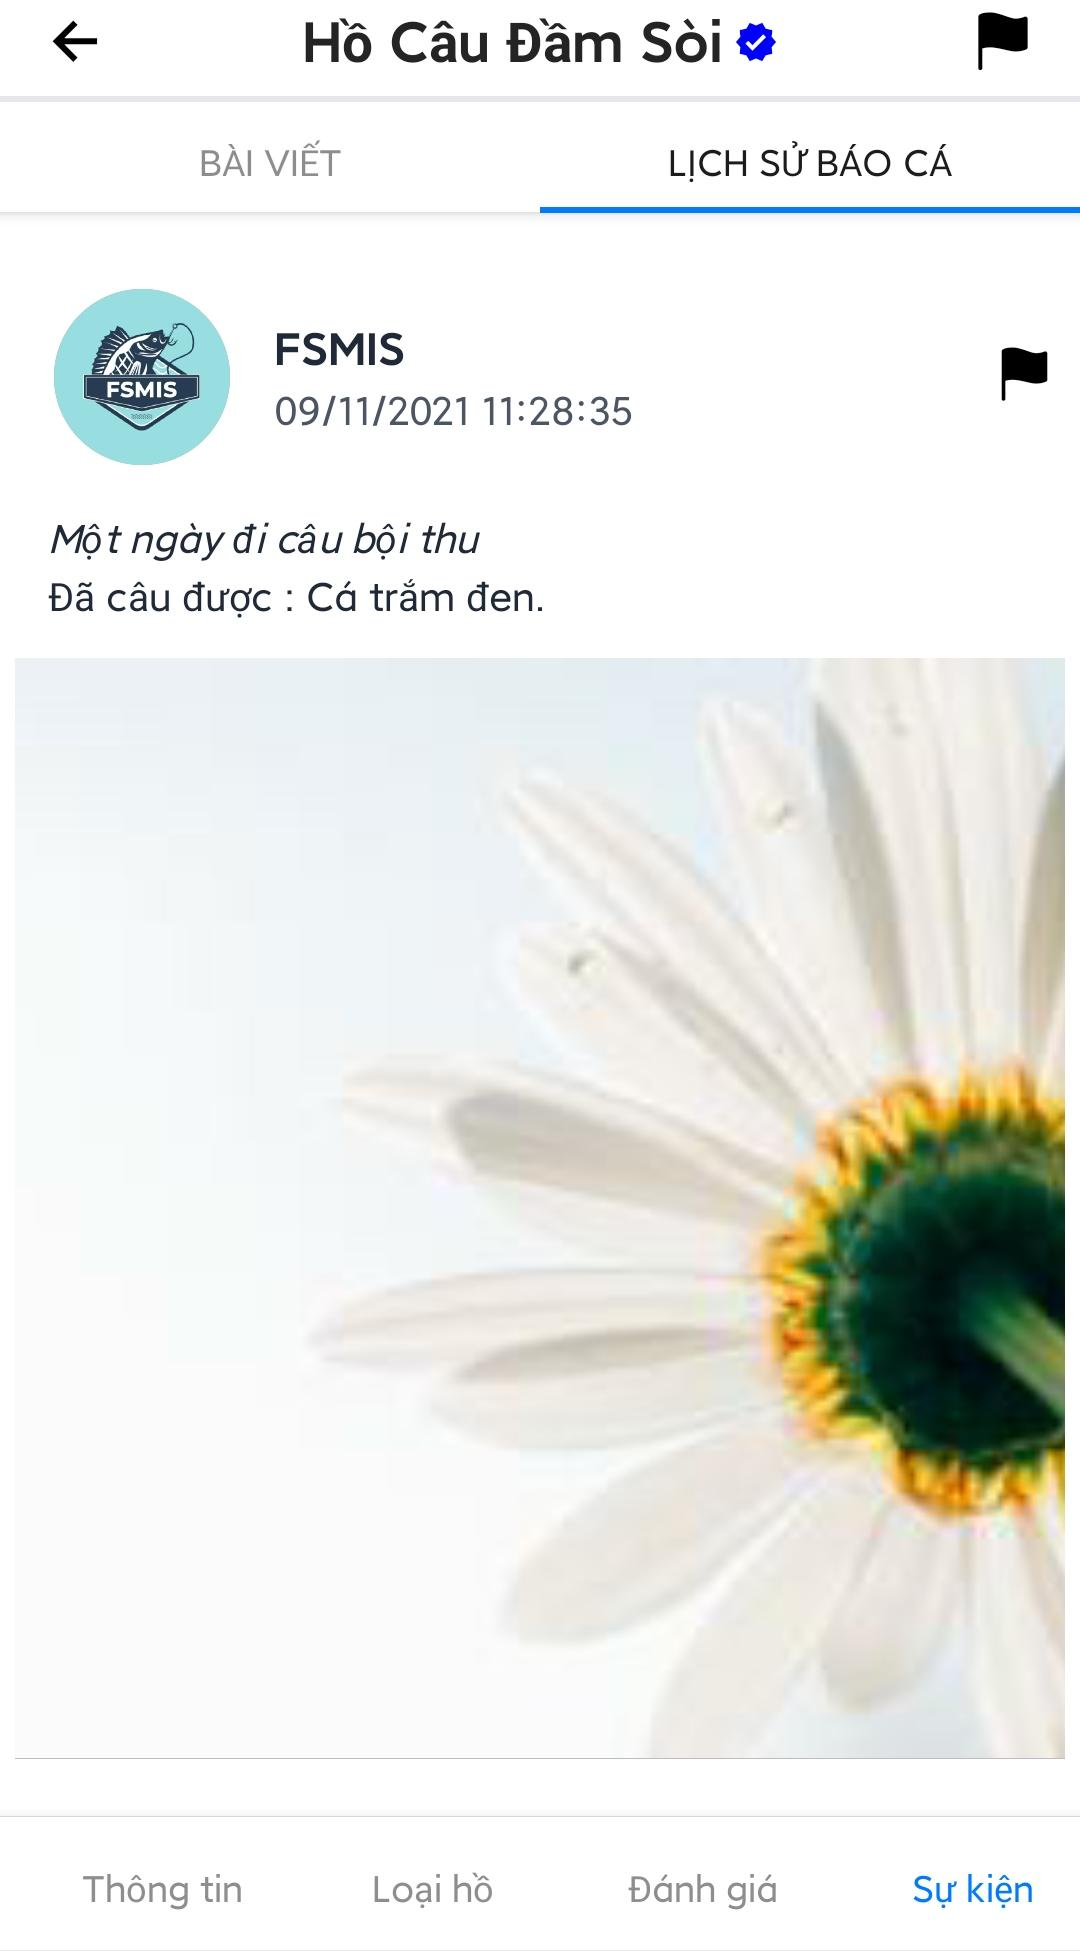 Hồ Câu Đầm Sòi
BÀI VIẾT
LỊCH SỬ BÁO CÁ
FSMIS
FSMIS
09/11/2021 11:28:35
Một ngày đi câu bội thu
Đã câu được : Cá trắm đen.
Thông tin
Loại hồ
Đánh giá
Sự kiện